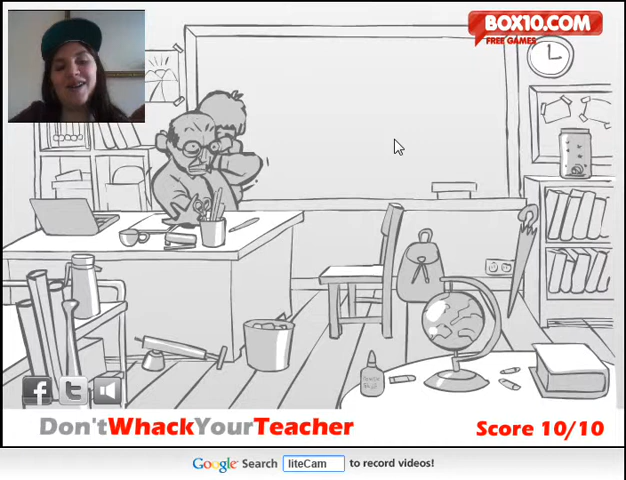 BOX10.COM
FREE GAMES
Don'tWhackYourTeacher
Score 10/10
Google Search liteCam to record videos!